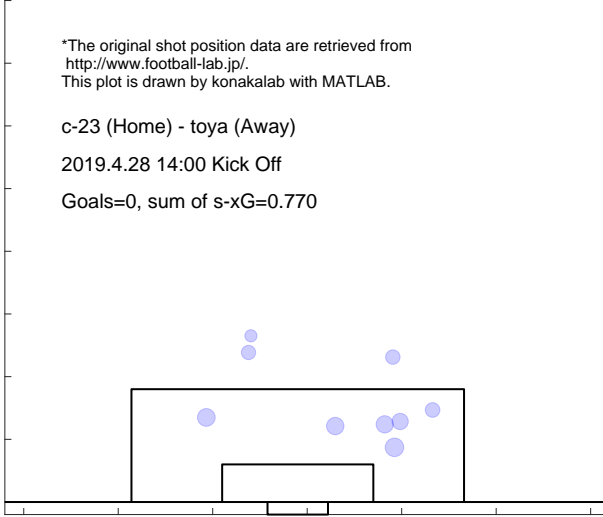 *The original shot position data are retrieved from
http://www.football-lab.jp/.
This plot is drawn by konakalab with MATLAB.
c-23 (Home) - toya (Away)
2019.4.28 14:00 Kick Off
Goals=0, sum of s-xG=0.770